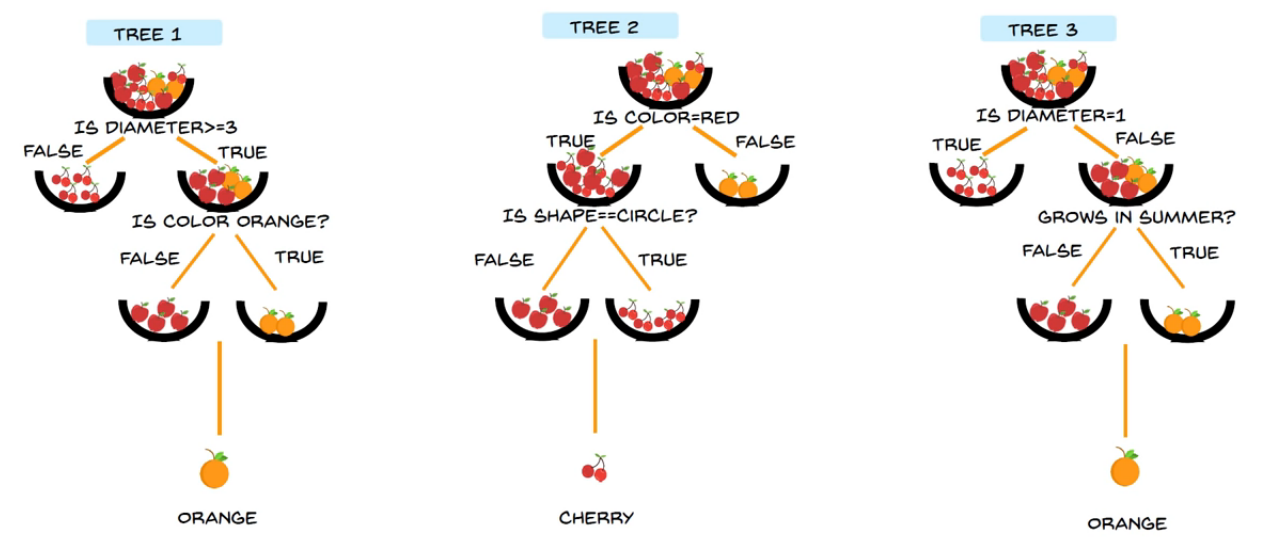 TREE 1
IS DIAMETER>=3
FALSE
TRUE
IS COLOR ORANGE?
FALSE
TRUE
ORANGE
TREE 2
IS COLOR=RED
TRUE
FALSE
IS SHAPE==CIRCLE?
FALSE
TRUE
CHERRY
TREE 3
IS DIAMETER=1
TRUE
FALSE
GROWS IN SUMMER?
FALSE
TRUE
ORANGE